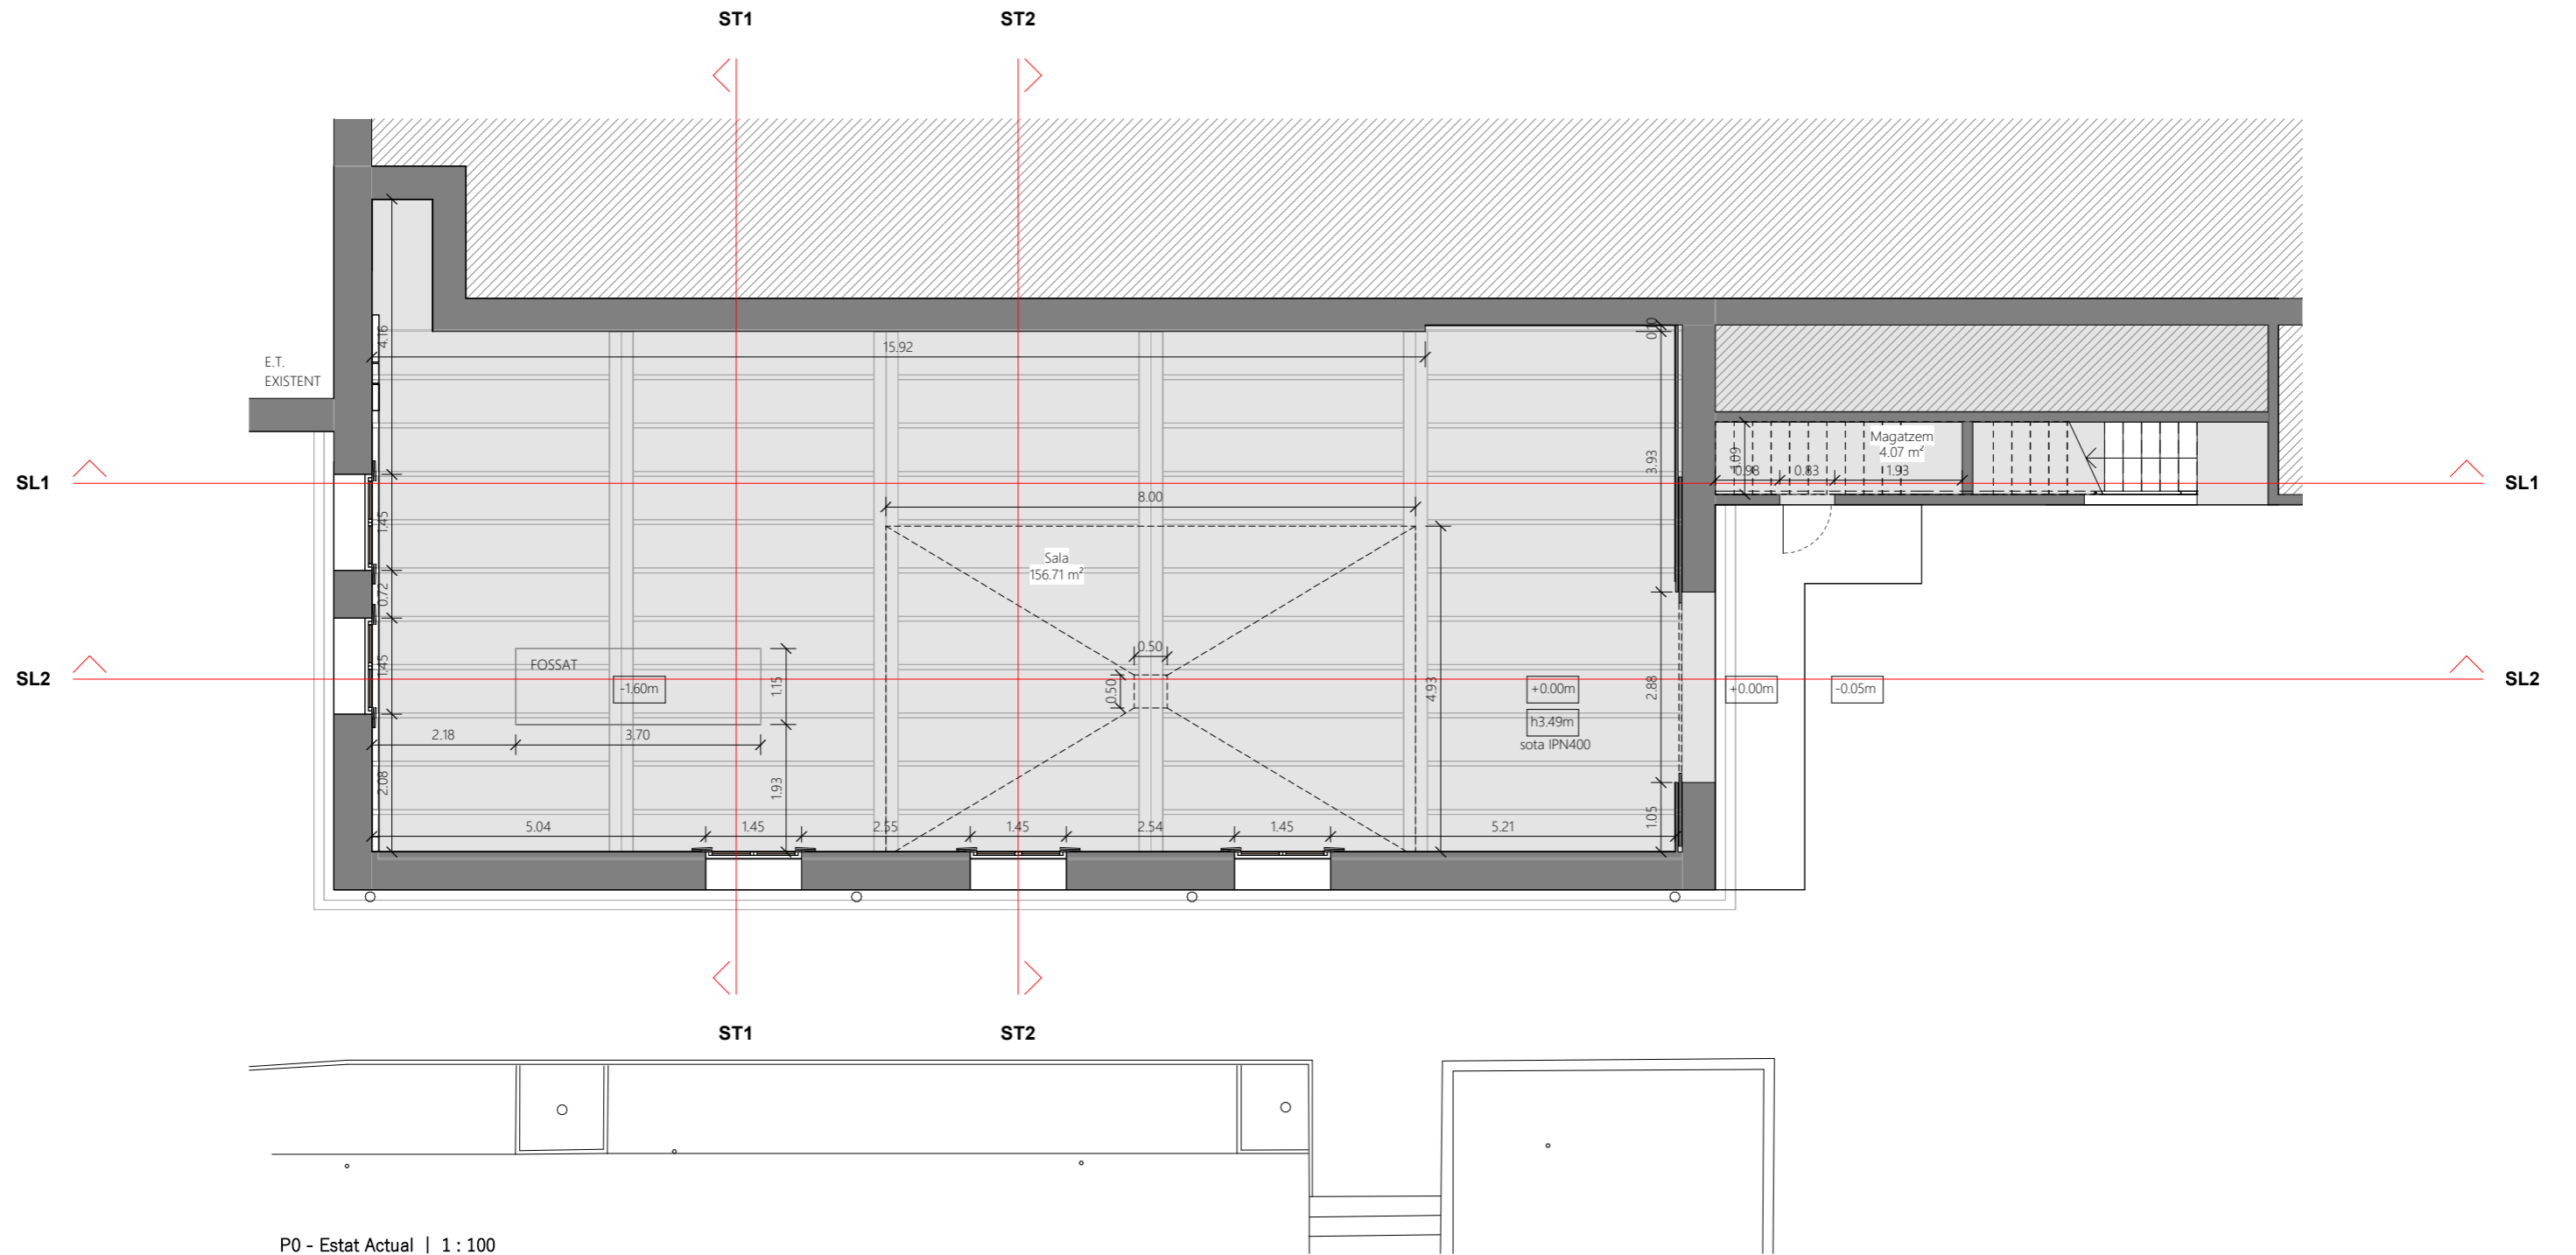 ST1
ST2
E.T.
EXISTENT
4.16
15.92
0.10
SL1
1.45
8.00
3.93
1.09
0.98
0.83
Magatzem
4.07 m²
1.93
SL1
Sala
156.71 m²
0.72
SL2
1.45
FOSSAT
-1.60m
1.15
0.50
0.50
4.93
+0.00m
h3.49m
sota IPN400
2.88
+0.00m
-0.05m
SL2
2.18
3.70
2.08
1.93
5.04
1.45
2.55
1.45
2.54
1.45
5.21
1.05
ST1
ST2
P0 - Estat Actual | 1 : 100